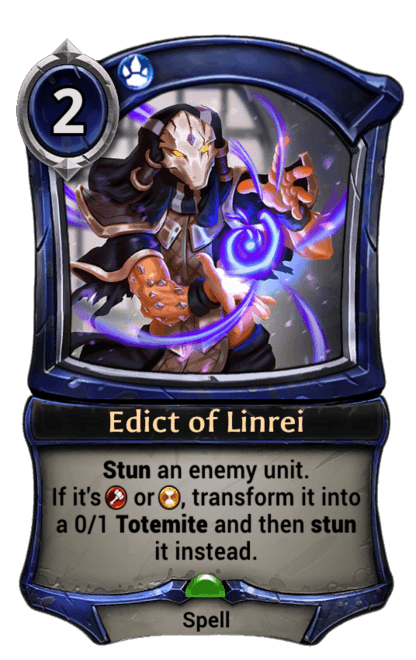 2
Edict of Linrei
Stun an enemy unit.
If it's or , transform it into
a 0/1 Totemite and then stun
it instead.
Spell